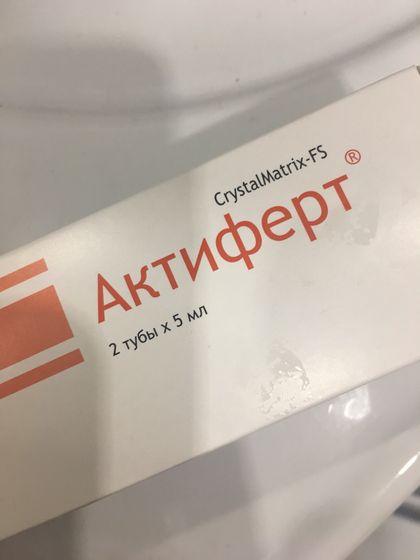 CrystalMatrix-FS
Актиферт®
2 тубы х 5 мл